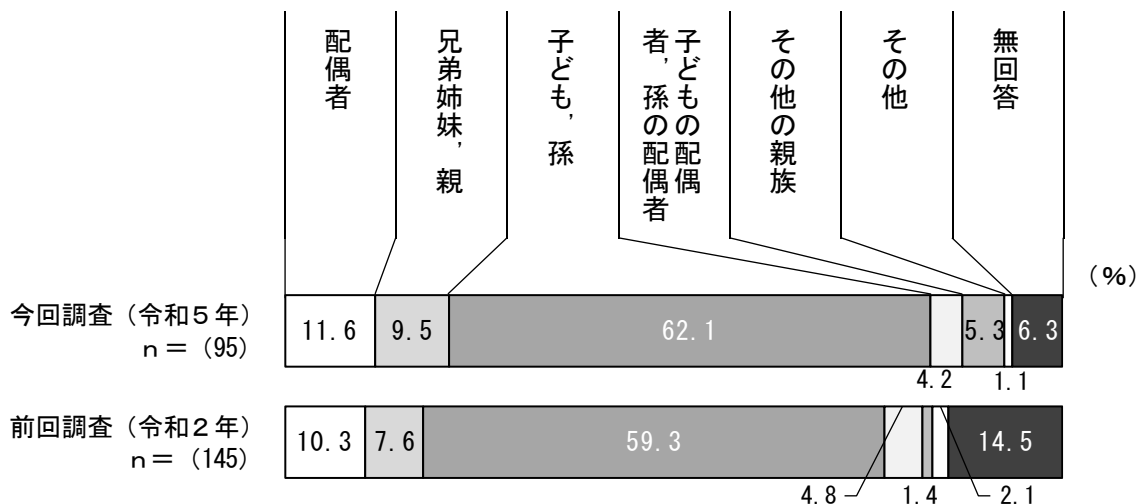 配偶者
兄弟姉妹，親
子ども，孫
子どもの配偶
者，孫の配偶者
その他の親族
その他
無回答
（%）
今回調査（令和５年）
ｎ＝（95）
11.6
9.5
62.1
4.2
5.3
1.1
6.3
前回調査（令和２年）
ｎ＝（145）
10.3
7.6
59.3
4.8
1.4
2.1
14.5